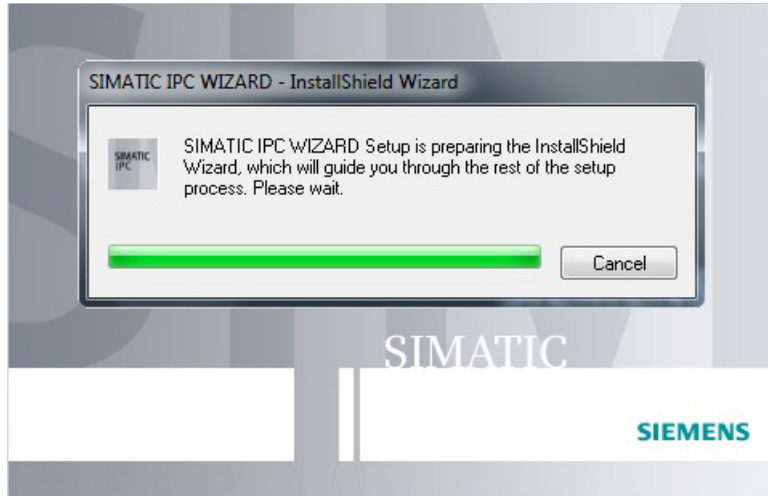 SIMATIC IPC WIZARD - InstallShield Wizard
SIMATIC
IPC
SIMATIC IPC WIZARD Setup is preparing the InstallShield
Wizard, which will guide you through the rest of the setup
process. Please wait.
Cancel
SIMATIC
SIEMENS